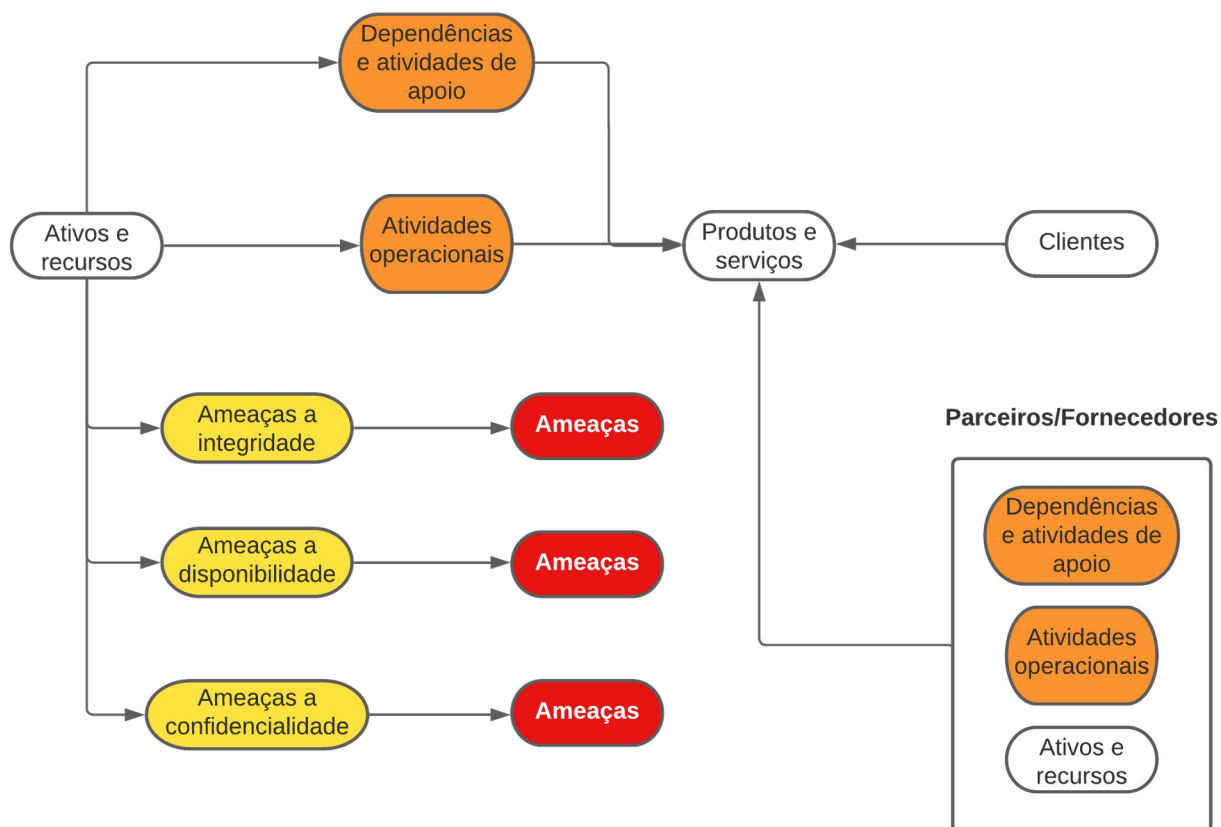 Dependências
e atividades de
apoio
Ativos e
recursos
Atividades
operacionais
Produtos e
serviços
Clientes
Ameaças a
integridade
Ameaças
Ameaças a
disponibilidade
Ameaças
Ameaças a
confidencialidade
Ameaças
Parceiros/Fornecedores
Dependências
e atividades de
apoio
Atividades
operacionais
Ativos e
recursos